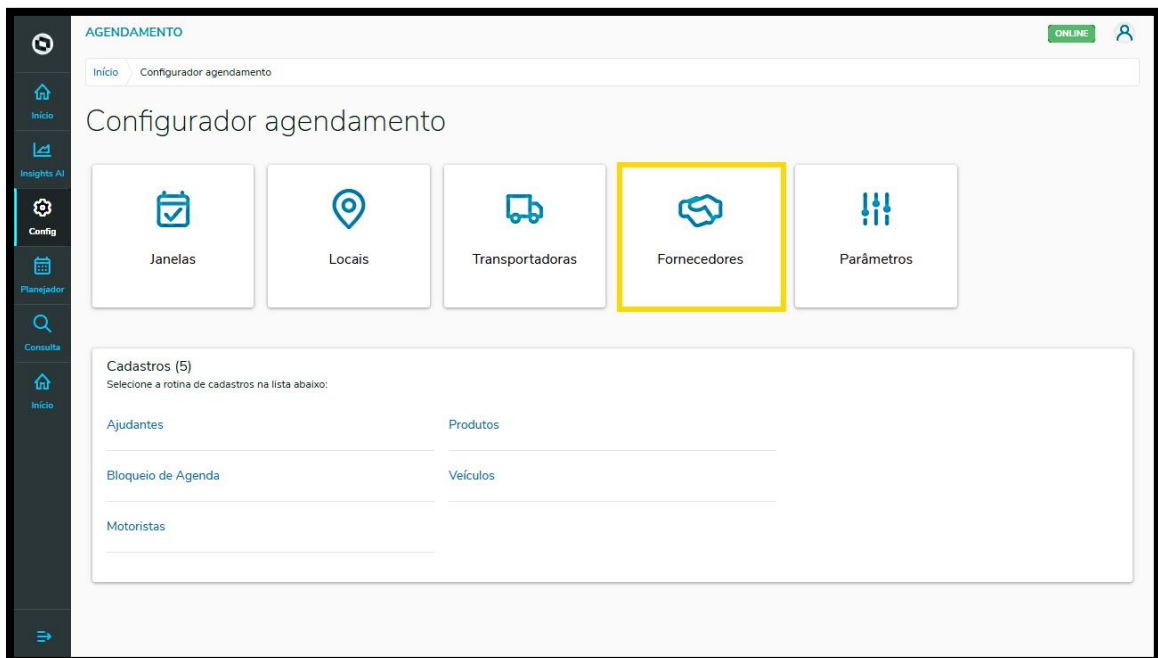 AGENDAMENTO
ONLINE
Início
Configurador agendamento
Início
Insights AI
Config
Planejador
Consulta
Início
Configurador agendamento
Janelas
Locais
Transportadoras
Fornecedores
Parâmetros
Cadastros (5)
Selecione a rotina de cadastros na lista abaixo:
Ajudantes
Produtos
Bloqueio de Agenda
Veículos
Motoristas